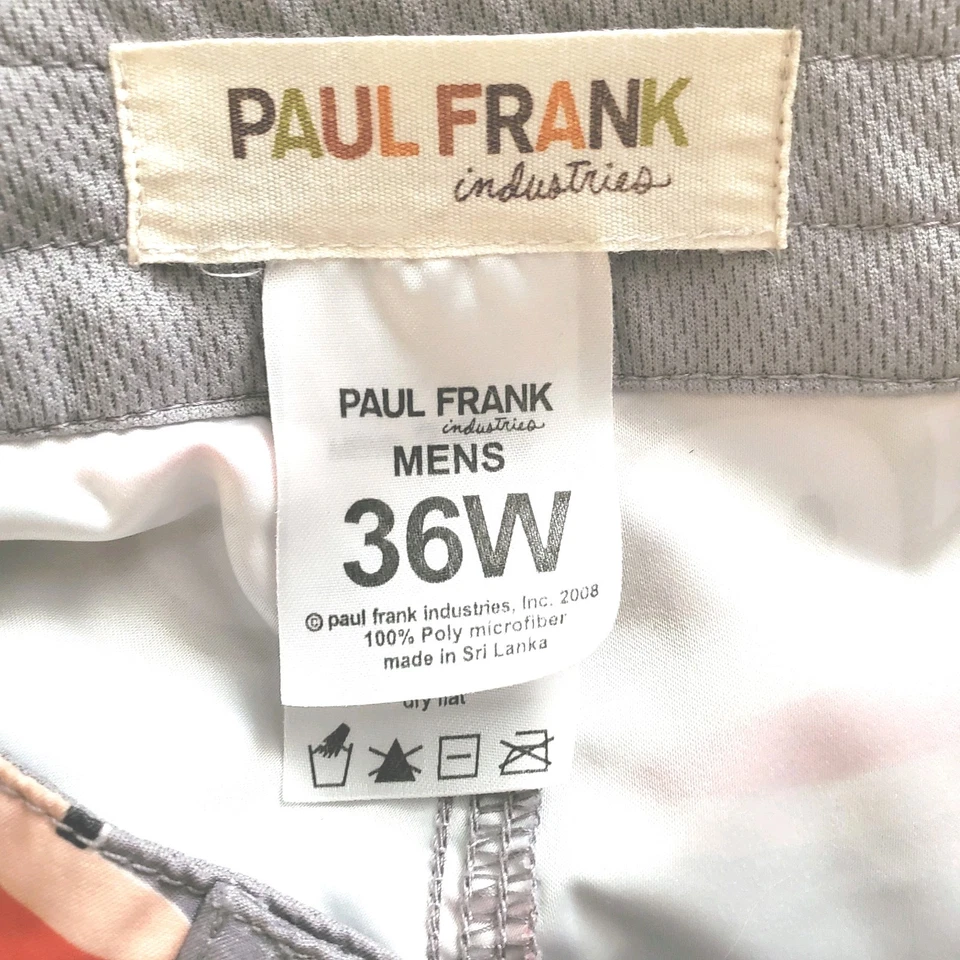 PAUL FRANK
industries
PAUL FRANK
industries
MENS
36W
© paul frank industries, Inc. 2008
100% Poly microfiber
made in Sri Lanka
dry flat